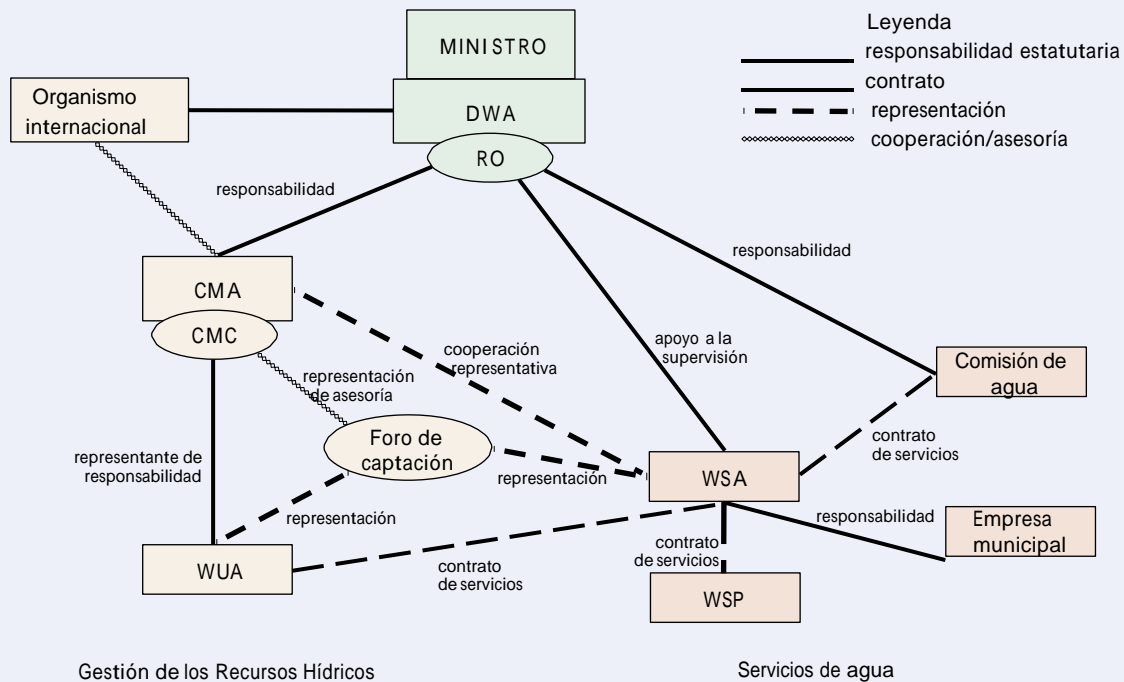 MINISTRO
Leyenda
responsabilidad estatutaria
contrato
representación
cooperación/asesoría
Organismo
internacional
DWA
RO
responsabilidad
responsabilidad
CMA
CMC
cooperación
representativa
apoyo a la
supervisión
representación
de asesoría
Comisión de
agua
Foro de
captación
contrato
de servicios
representante de
responsabilidad
representación
WSA
representación
responsabilidad
Empresa
municipal
WUA
contrato
de servicios
contrato
de servicios
WSP
Gestión de los Recursos Hídricos
Servicios de agua